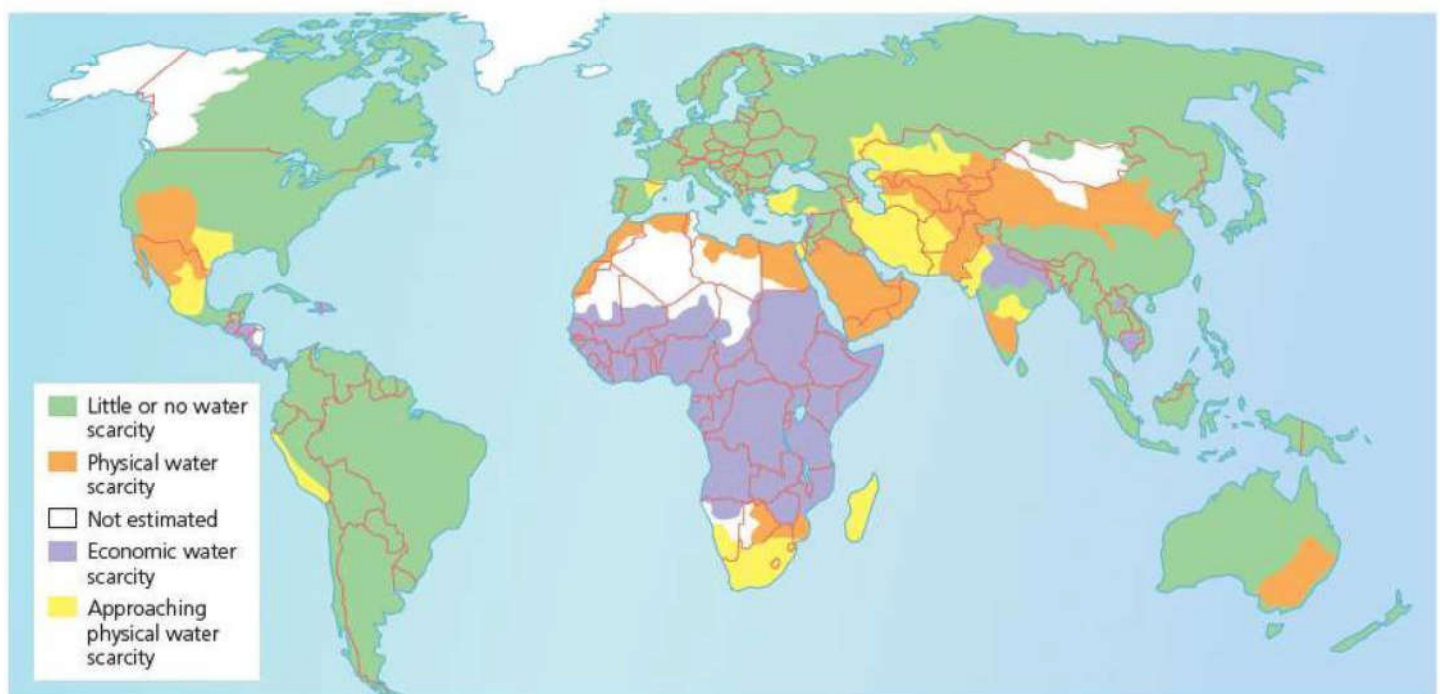 Little or no water
scarcity
Physical water
scarcity
Not estimated
Economic water
scarcity
Approaching
physical water
scarcity